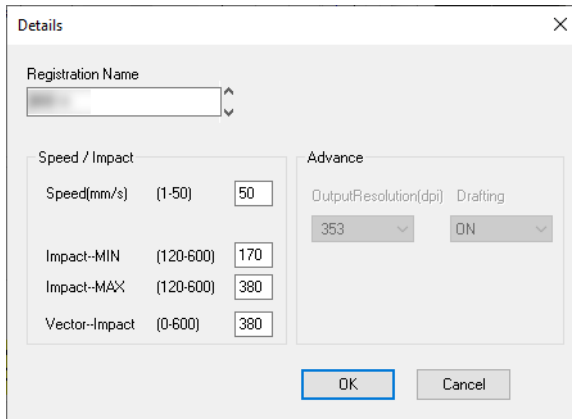 Details
Registration Name
Speed / Impact
Speed(mm/s) (1-50) 50
Impact--MIN (120-600) 170
Impact--MAX (120-600) 380
Vector--Impact (0-600) 380
Advance
OutputResolution(dpi) Drafting
353 ON
OK Cancel